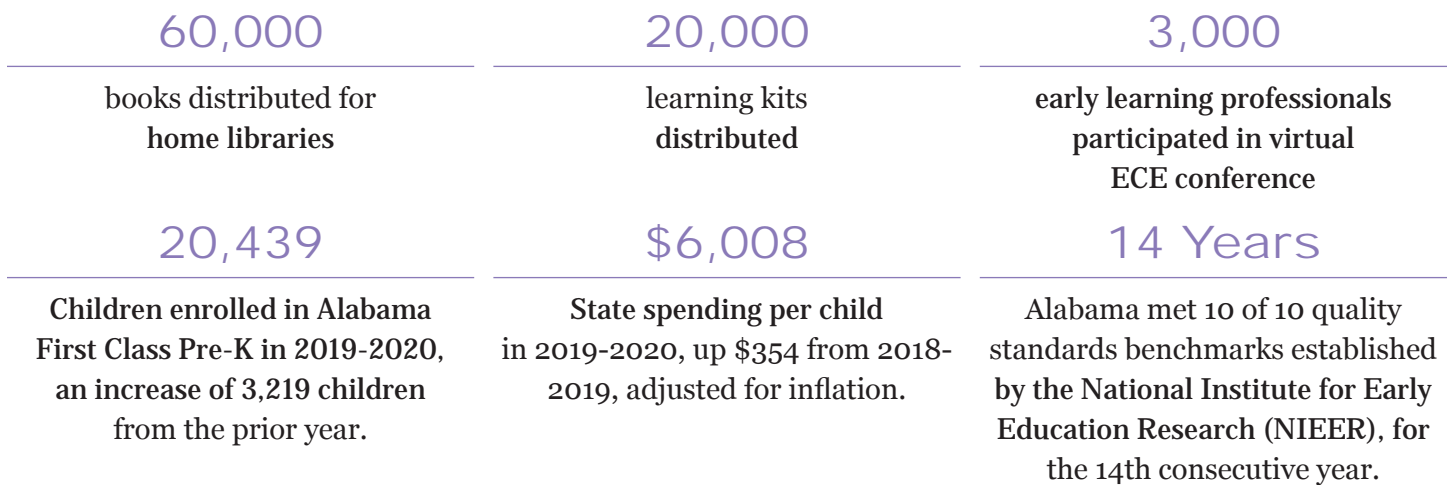 60,000
books distributed for
home libraries
20,000
learning kits
distributed
3,000
early learning professionals
participated in virtual
ECE conference
20,439
Children enrolled in Alabama
First Class Pre-K in 2019-2020,
an increase of 3,219 children
from the prior year.
$6,008
State spending per child
in 2019-2020, up $354 from 2018-
2019, adjusted for inflation.
14 Years
Alabama met 10 of 10 quality
standards benchmarks established
by the National Institute for Early
Education Research (NIEER), for
the 14th consecutive year.